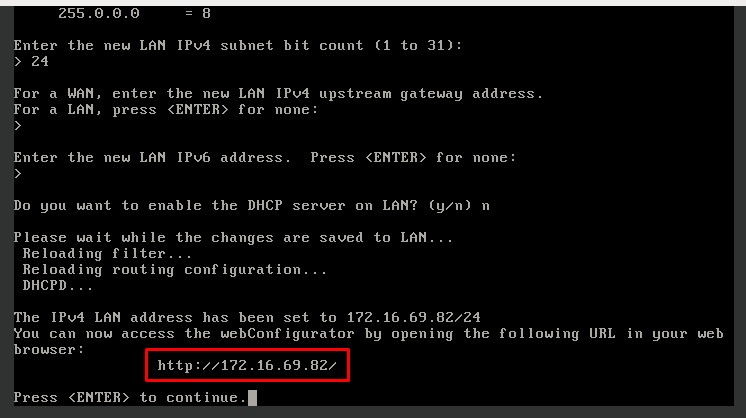 255.0.0.0     = 8
Enter the new LAN IPv4 subnet bit count (1 to 31):
> 24
For a WAN, enter the new LAN IPv4 upstream gateway address.
For a LAN, press <ENTER> for none:
>
Enter the new LAN IPv6 address.  Press <ENTER> for none:
>
Do you want to enable the DHCP server on LAN? (y/n) n
Please wait while the changes are saved to LAN...
Reloading filter...
Reloading routing configuration...
DHCPD...
The IPv4 LAN address has been set to 172.16.69.82/24
You can now access the webConfigurator by opening the following URL in your web
browser:
http://172.16.69.82/
Press <ENTER> to continue.